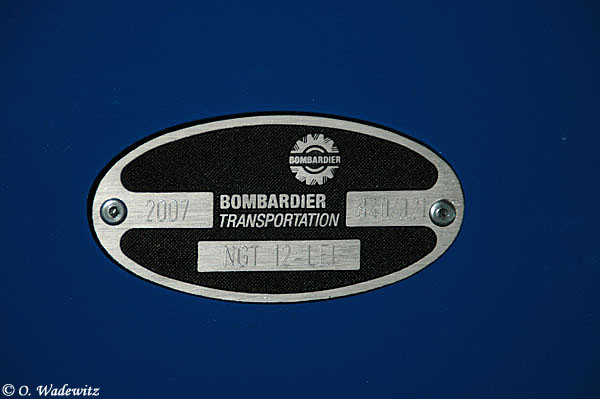 BOMBARDIER
2007
BOMBARDIER
TRANSPORTATION
NGT 12-LEI
© O. Wadewitz